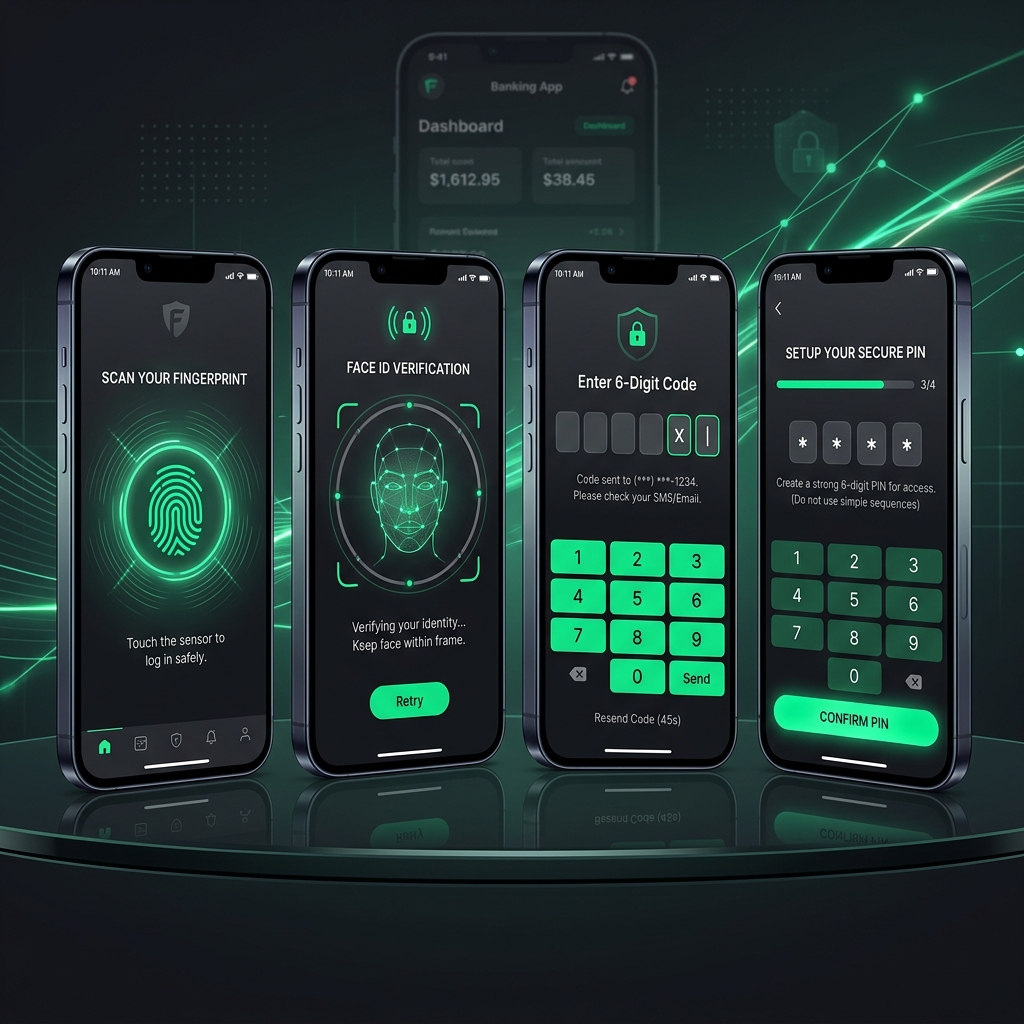 9:41
Banking App
Dashboard
Dashboard
Total score
Total amount
$1,612.95
$38.45
10:11 AM
F
SCAN YOUR FINGERPRINT
Touch the sensor to
log in safely.
10:11 AM
FACE ID VERIFICATION
Verifying your identity...
Keep face within frame.
Retry
10:11 AM
Enter 6-Digit Code
X |
Code sent to (***) ***-1234.
Please check your SMS/Email.
1 2 3
4 5 6
7 8 9
0 Send
Resend Code (45s)
10:11 AM
SETUP YOUR SECURE PIN
3/4
* * * *
Create a strong 6-digit PIN for access.
(Do not use simple sequences)
1 2 3
4 5 6
7 8 9
0
CONFIRM PIN